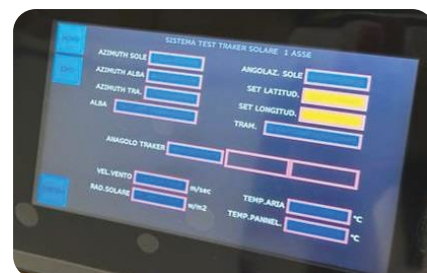 SISTEMA TEST TRAKER SOLARE 1 ASSE
AZIMUTH SOLE
ANGOLAZ. SOLE
AZIMUTH ALBA
SET LATITUD.
AZIMUTH TRA.
SET LONGITUD.
ALBA
TRAM.
ANAGOLO TRAKER
VEL.VENTO m/sec
TEMP.ARIA °C
RAD.SOLARE w/m2
TEMP.PANNEL. °C